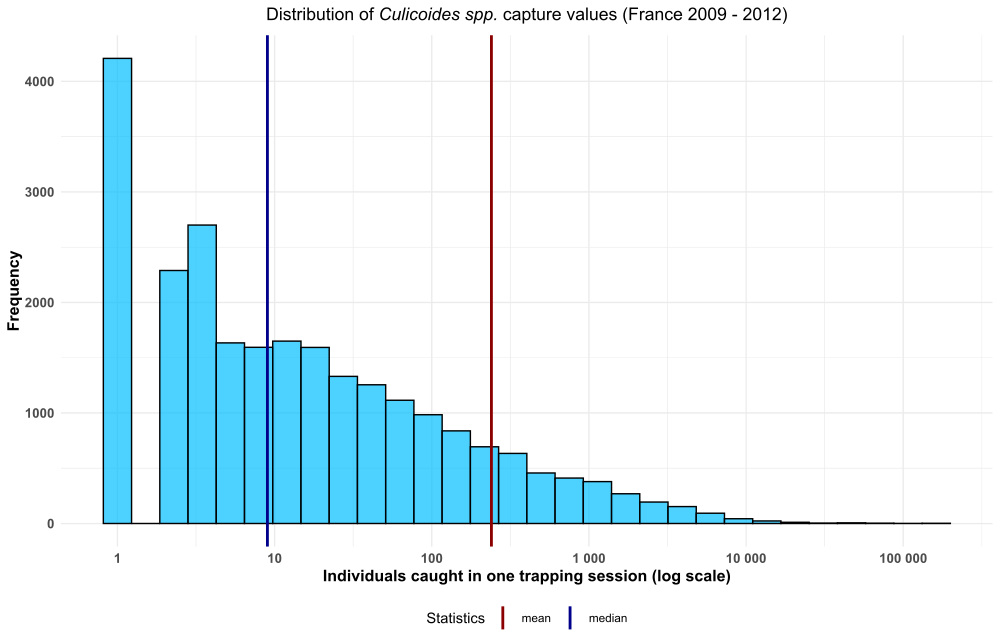 Distribution of Culicoides spp. capture values (France 2009 - 2012)
Frequency
4000
3000
2000
1000
0
1 10 100 1 000 10 000 100 000
Individuals caught in one trapping session (log scale)
Statistics mean median